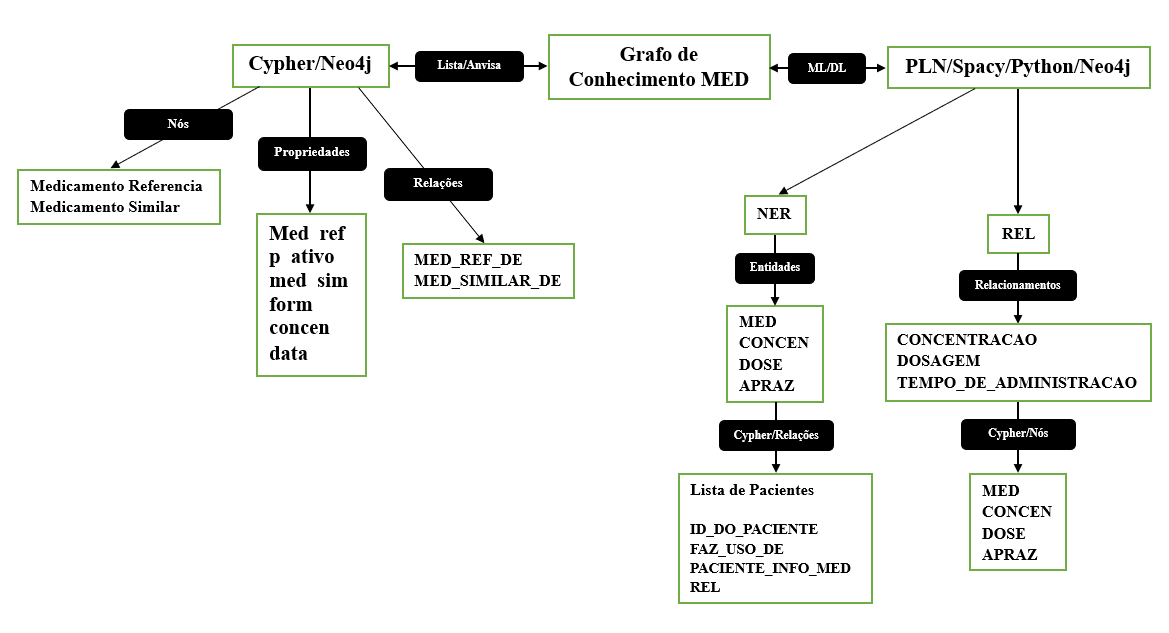 Grafo de
Conhecimento MED
Cypher/Neo4j
Lista/Anvisa
ML/DL
PLN/Spacy/Python/Neo4j
Nós
Propriedades
Relações
Medicamento Referencia
Medicamento Similar
Med ref
p ativo
med sim
form
concen
data
MED_REF_DE
MED_SIMILAR_DE
NER
Entidades
MED
CONCEN
DOSE
APRAZ
Cypher/Relações
Lista de Pacientes
ID_DO_PACIENTE
FAZ_USO_DE
PACIENTE_INFO_MED
REL
REL
Relacionamentos
CONCENTRACAO
DOSAGEM
TEMPO_DE_ADMINISTRACAO
Cypher/Nós
MED
CONCEN
DOSE
APRAZ